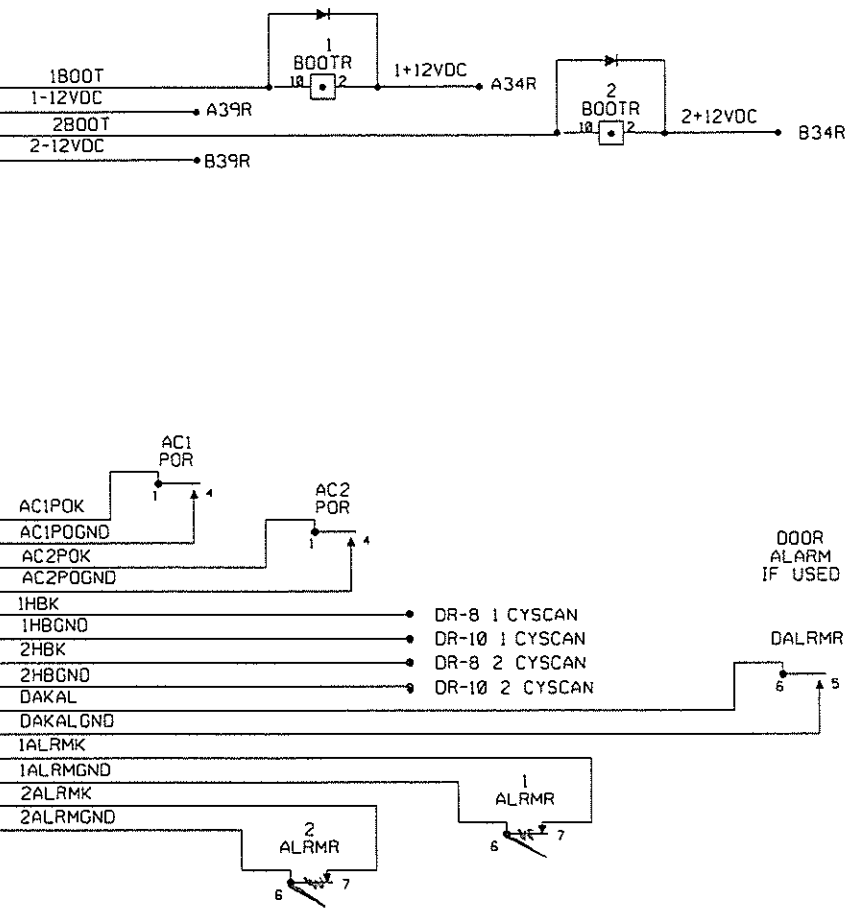 1
BOOTR
1BOOT
10 2
1+12VDC
A34R
1-12VDC
A39R
2BOOT
2
BOOTR
10 2
2+12VDC
B34R
2-12VDC
B39R
AC1
POR
1 4
AC1POK
AC1POGND
AC2
POR
1 4
AC2POK
AC2POGND
DOOR
ALARM
IF USED
1HBK
DR-8 1 CYSCAN
1HBGND
DR-10 1 CYSCAN
2HBK
DR-8 2 CYSCAN
2HBGND
DR-10 2 CYSCAN
DALRMR
6 5
DAKAL
DAKALGND
1ALRMK
1ALRMGND
1
ALRMR
6 7
2ALRMK
2ALRMGND
2
ALRMR
6 7